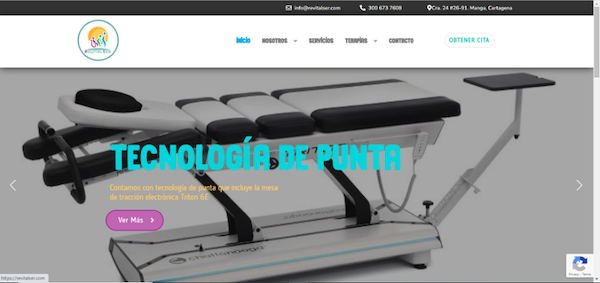 info@revitalser.com 300 673 7608 Cra. 24 #26-91, Manga, Cartagena
INICIO NOSOTROS SERVICIOS TERAPIAS CONTACTO OBTENER CITA
TECNOLOGÍA DE PUNTA
Contamos con tecnología de punta que incluye la mesa
de tracción electrónica Triton 6E
Ver Más
chattanooga
Privacy - Terms
https://revitalser.com